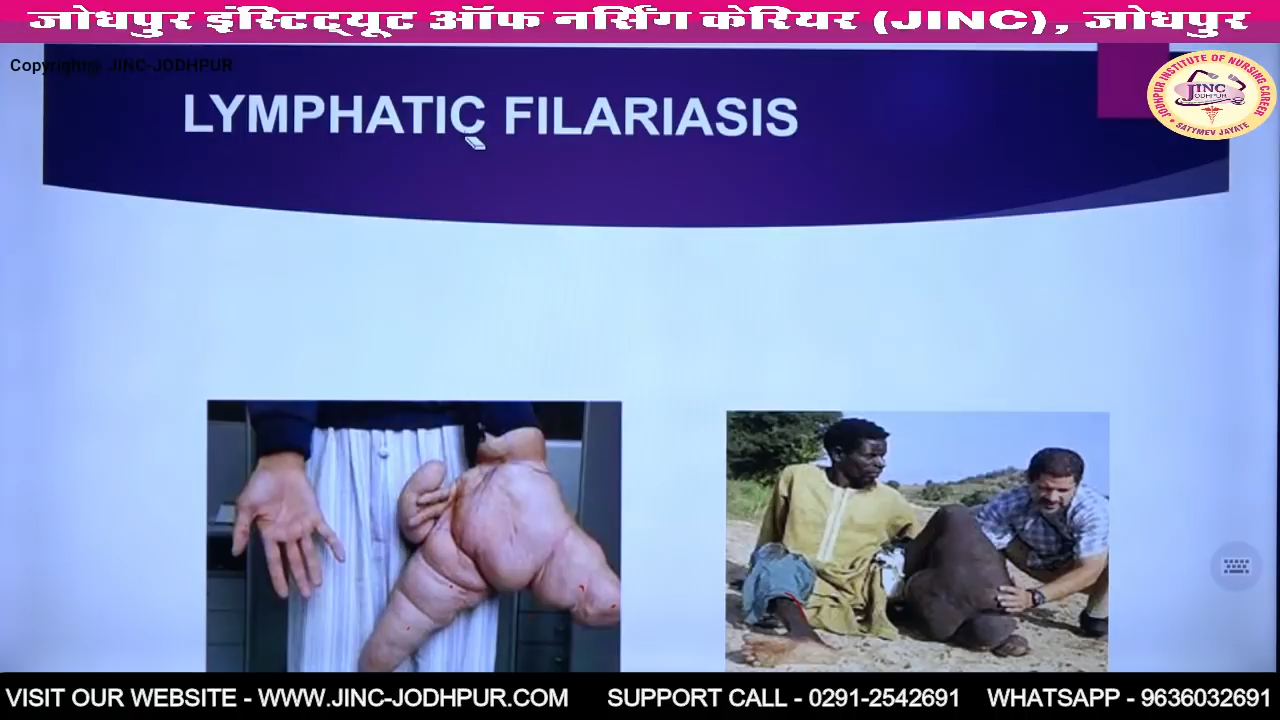 जोधपुर इंस्टिट्यूट ऑफ नर्सिंग केरियर (JINC), जोधपुर
Copyright@ JINC-JODHPUR
LYMPHATIC FILARIASIS
JODHPUR INSTITUTE OF NURSING CAREER
JINC
JODHPUR
SATYMEV JAYATE
VISIT OUR WEBSITE - WWW.JINC-JODHPUR.COM SUPPORT CALL - 0291-2542691 WHATSAPP - 9636032691